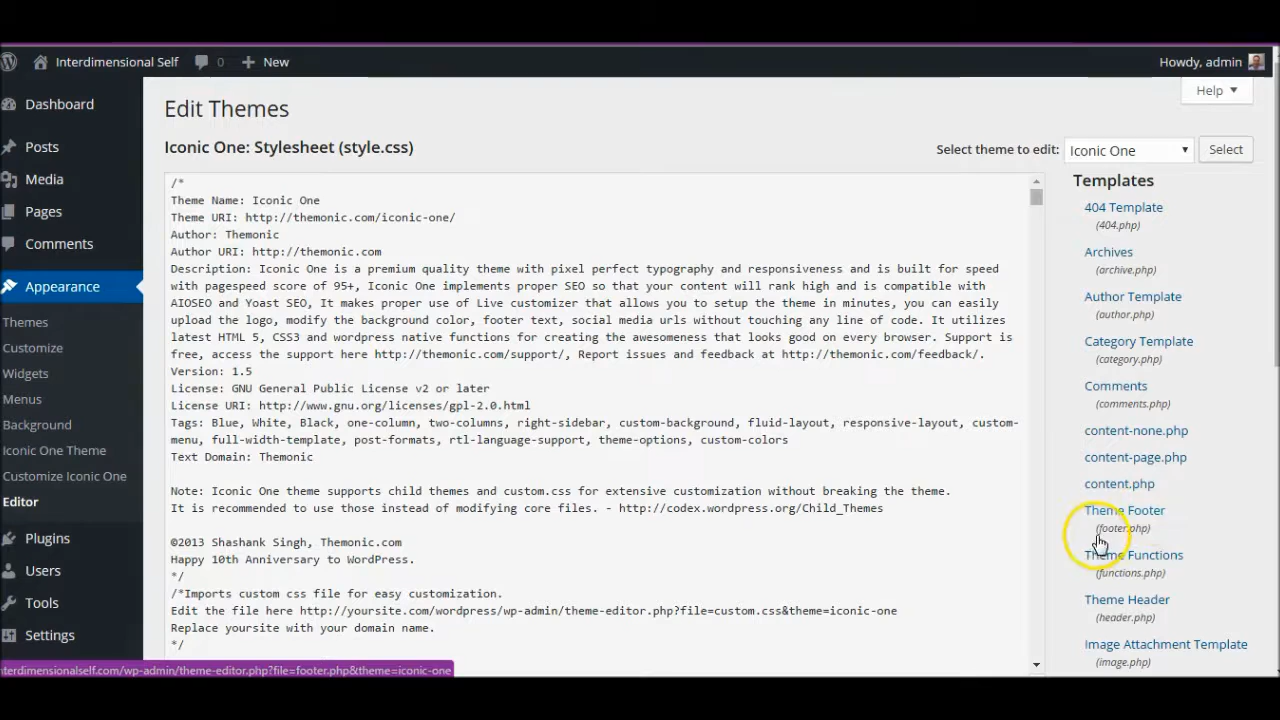 Interdimensional Self 0 New Howdy, admin
Help
Dashboard
Posts
Media
Pages
Comments
Appearance
Themes
Customize
Widgets
Menus
Background
Iconic One Theme
Customize Iconic One
Editor
Plugins
Users
Tools
Settings
Edit Themes
Iconic One: Stylesheet (style.css)
Select theme to edit: Iconic One Select
/*
Theme Name: Iconic One
Theme URI: http://themonic.com/iconic-one/
Author: Themonic
Author URI: http://themonic.com
Description: Iconic One is a premium quality theme with pixel perfect typography and responsiveness and is built for speed
with pagespeed score of 95+, Iconic One implements proper SEO so that your content will rank high and is compatible with
AIOSEO and Yoast SEO, It makes proper use of Live customizer that allows you to setup the theme in minutes, you can easily
upload the logo, modify the background color, footer text, social media urls without touching any line of code. It utilizes
latest HTML 5, CSS3 and wordpress native functions for creating the awesomeness that looks good on every browser. Support is
free, access the support here http://themonic.com/support/, Report issues and feedback at http://themonic.com/feedback/.
Version: 1.5
License: GNU General Public License v2 or later
License URI: http://www.gnu.org/licenses/gpl-2.0.html
Tags: Blue, White, Black, one-column, two-columns, right-sidebar, custom-background, fluid-layout, responsive-layout, custom-
menu, full-width-template, post-formats, rtl-language-support, theme-options, custom-colors
Text Domain: Themonic
Note: Iconic One theme supports child themes and custom.css for extensive customization without breaking the theme.
It is recommended to use those instead of modifying core files. - http://codex.wordpress.org/Child_Themes
©2013 Shashank Singh, Themonic.com
Happy 10th Anniversary to WordPress.
*/
/*Imports custom css file for easy customization.
Edit the file here http://yoursite.com/wordpress/wp-admin/theme-editor.php?file=custom.css&theme=iconic-one
Replace yoursite with your domain name.
*/
Templates
404 Template
(404.php)
Archives
(archive.php)
Author Template
(author.php)
Category Template
(category.php)
Comments
(comments.php)
content-none.php
content-page.php
content.php
Theme Footer
(footer.php)
Theme Functions
(functions.php)
Theme Header
(header.php)
Image Attachment Template
(image.php)
nterdimensionalself.com/wp-admin/theme-editor.php?file=footer.php&theme=iconic-one